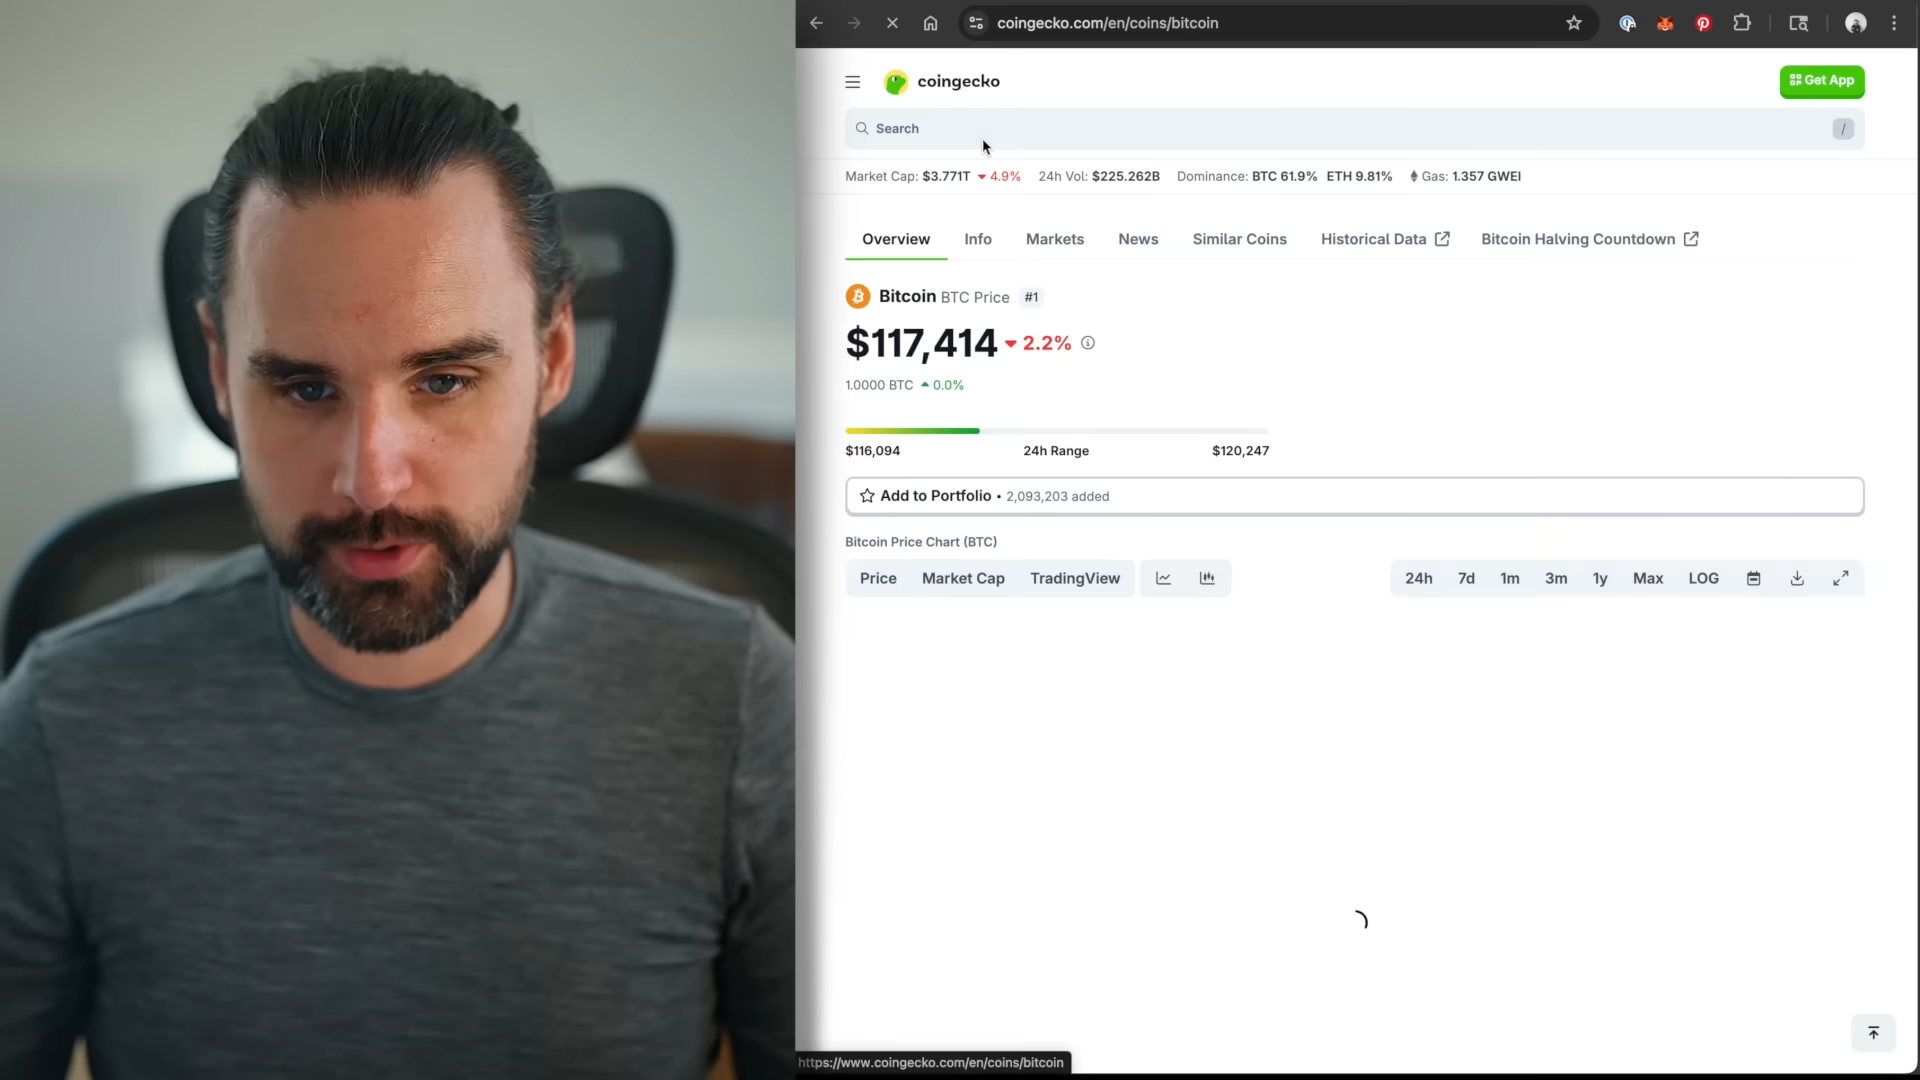 coingecko.com/en/coins/bitcoin
coingecko
Get App
Search /
Market Cap: $3.771T 4.9% 24h Vol: $225.262B Dominance: BTC 61.9% ETH 9.81% Gas: 1.357 GWEI
Overview Info Markets News Similar Coins Historical Data Bitcoin Halving Countdown
Bitcoin BTC Price #1
$117,414 2.2%
1.0000 BTC 0.0%
$116,094 24h Range $120,247
Add to Portfolio • 2,093,203 added
Bitcoin Price Chart (BTC)
Price Market Cap TradingView 24h 7d 1m 3m 1y Max LOG
https://www.coingecko.com/en/coins/bitcoin